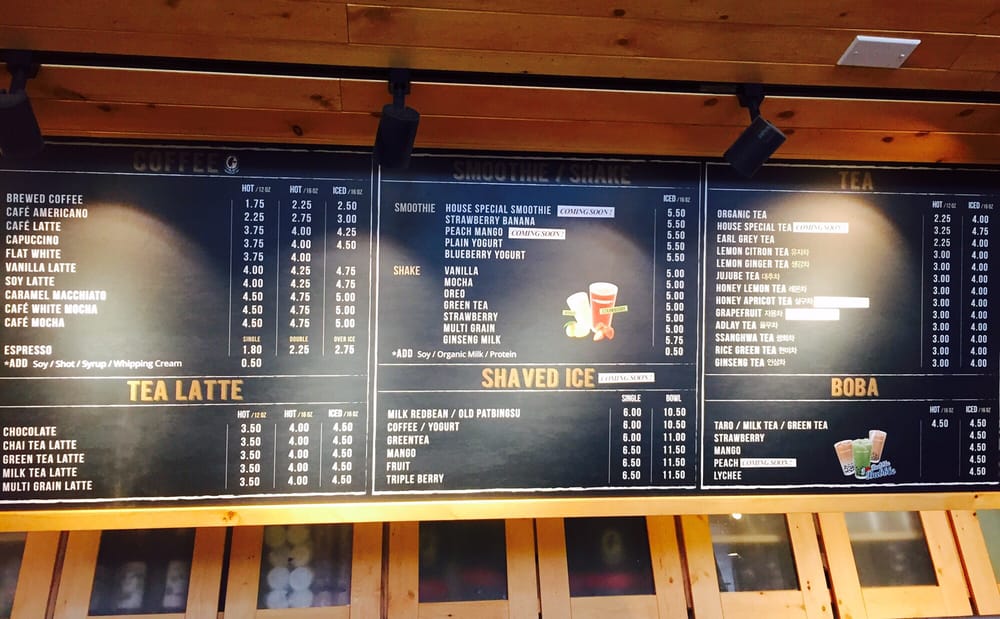 COFFEE
HOT / 12 OZ HOT / 16 OZ ICED / 16 OZ
BREWED COFFEE 1.75 2.25 2.50
CAFÉ AMERICANO 2.25 2.75 3.00
CAFÉ LATTE 3.75 4.00 4.25
CAPUCCINO 3.75 4.00 4.50
FLAT WHITE 3.75 4.00
VANILLA LATTE 4.00 4.25 4.75
SOY LATTE 4.00 4.25 4.75
CARAMEL MACCHIATO 4.50 4.75 5.00
CAFÉ WHITE MOCHA 4.50 4.75 5.00
CAFÉ MOCHA 4.50 4.75 5.00
SINGLE DOUBLE OVER ICE
ESPRESSO 1.80 2.25 2.75
*ADD Soy / Shot / Syrup / Whipping Cream 0.50
TEA LATTE
HOT / 12 OZ HOT / 16 OZ ICED / 16 OZ
CHOCOLATE 3.50 4.00 4.50
CHAI TEA LATTE 3.50 4.00 4.50
GREEN TEA LATTE 3.50 4.00 4.50
MILK TEA LATTE 3.50 4.00 4.50
MULTI GRAIN LATTE 3.50 4.00 4.50
SMOOTHIE / SHAKE
ICED / 16 OZ
SMOOTHIE HOUSE SPECIAL SMOOTHIE COMING SOON! 5.50
STRAWBERRY BANANA 5.50
PEACH MANGO COMING SOON! 5.50
PLAIN YOGURT 5.50
BLUEBERRY YOGURT 5.50
SHAKE VANILLA 5.00
MOCHA 5.00
OREO 5.00
GREEN TEA 5.00
STRAWBERRY 5.00
MULTI GRAIN 5.00
GINSENG MILK 5.75
*ADD Soy / Organic Milk / Protein 0.50
SHAVED ICE COMING SOON!
SINGLE BOWL
MILK REDBEAN / OLD PATBINGSU 6.00 10.50
COFFEE / YOGURT 6.00 10.50
GREENTEA 6.00 11.00
MANGO 6.50 11.50
FRUIT 6.50 11.50
TRIPLE BERRY 6.50 11.50
TEA
HOT / 16 OZ ICED / 16 OZ
ORGANIC TEA 2.25 4.00
HOUSE SPECIAL TEA COMING SOON! 3.00 4.75
EARL GREY TEA 2.25 4.00
LEMON CITRON TEA 유자차 3.00 4.00
LEMON GINGER TEA 생강차 3.00 4.00
JUJUBE TEA 대추차 3.00 4.00
HONEY LEMON TEA 레몬차 3.00 4.00
HONEY APRICOT TEA 살구차 3.00 4.00
GRAPEFRUIT 자몽차 3.00 4.00
ADLAY TEA 율무차 3.00 4.00
SSANGHWA TEA 쌍화차 3.00 4.00
RICE GREEN TEA 현미차 3.00 4.00
GINSENG TEA 인삼차 3.00 4.00
BOBA
HOT / 16 OZ ICED / 16 OZ
TARO / MILK TEA / GREEN TEA 4.50 4.50
STRAWBERRY 4.50
MANGO 4.50
PEACH COMING SOON! 4.50
LYCHEE 4.50